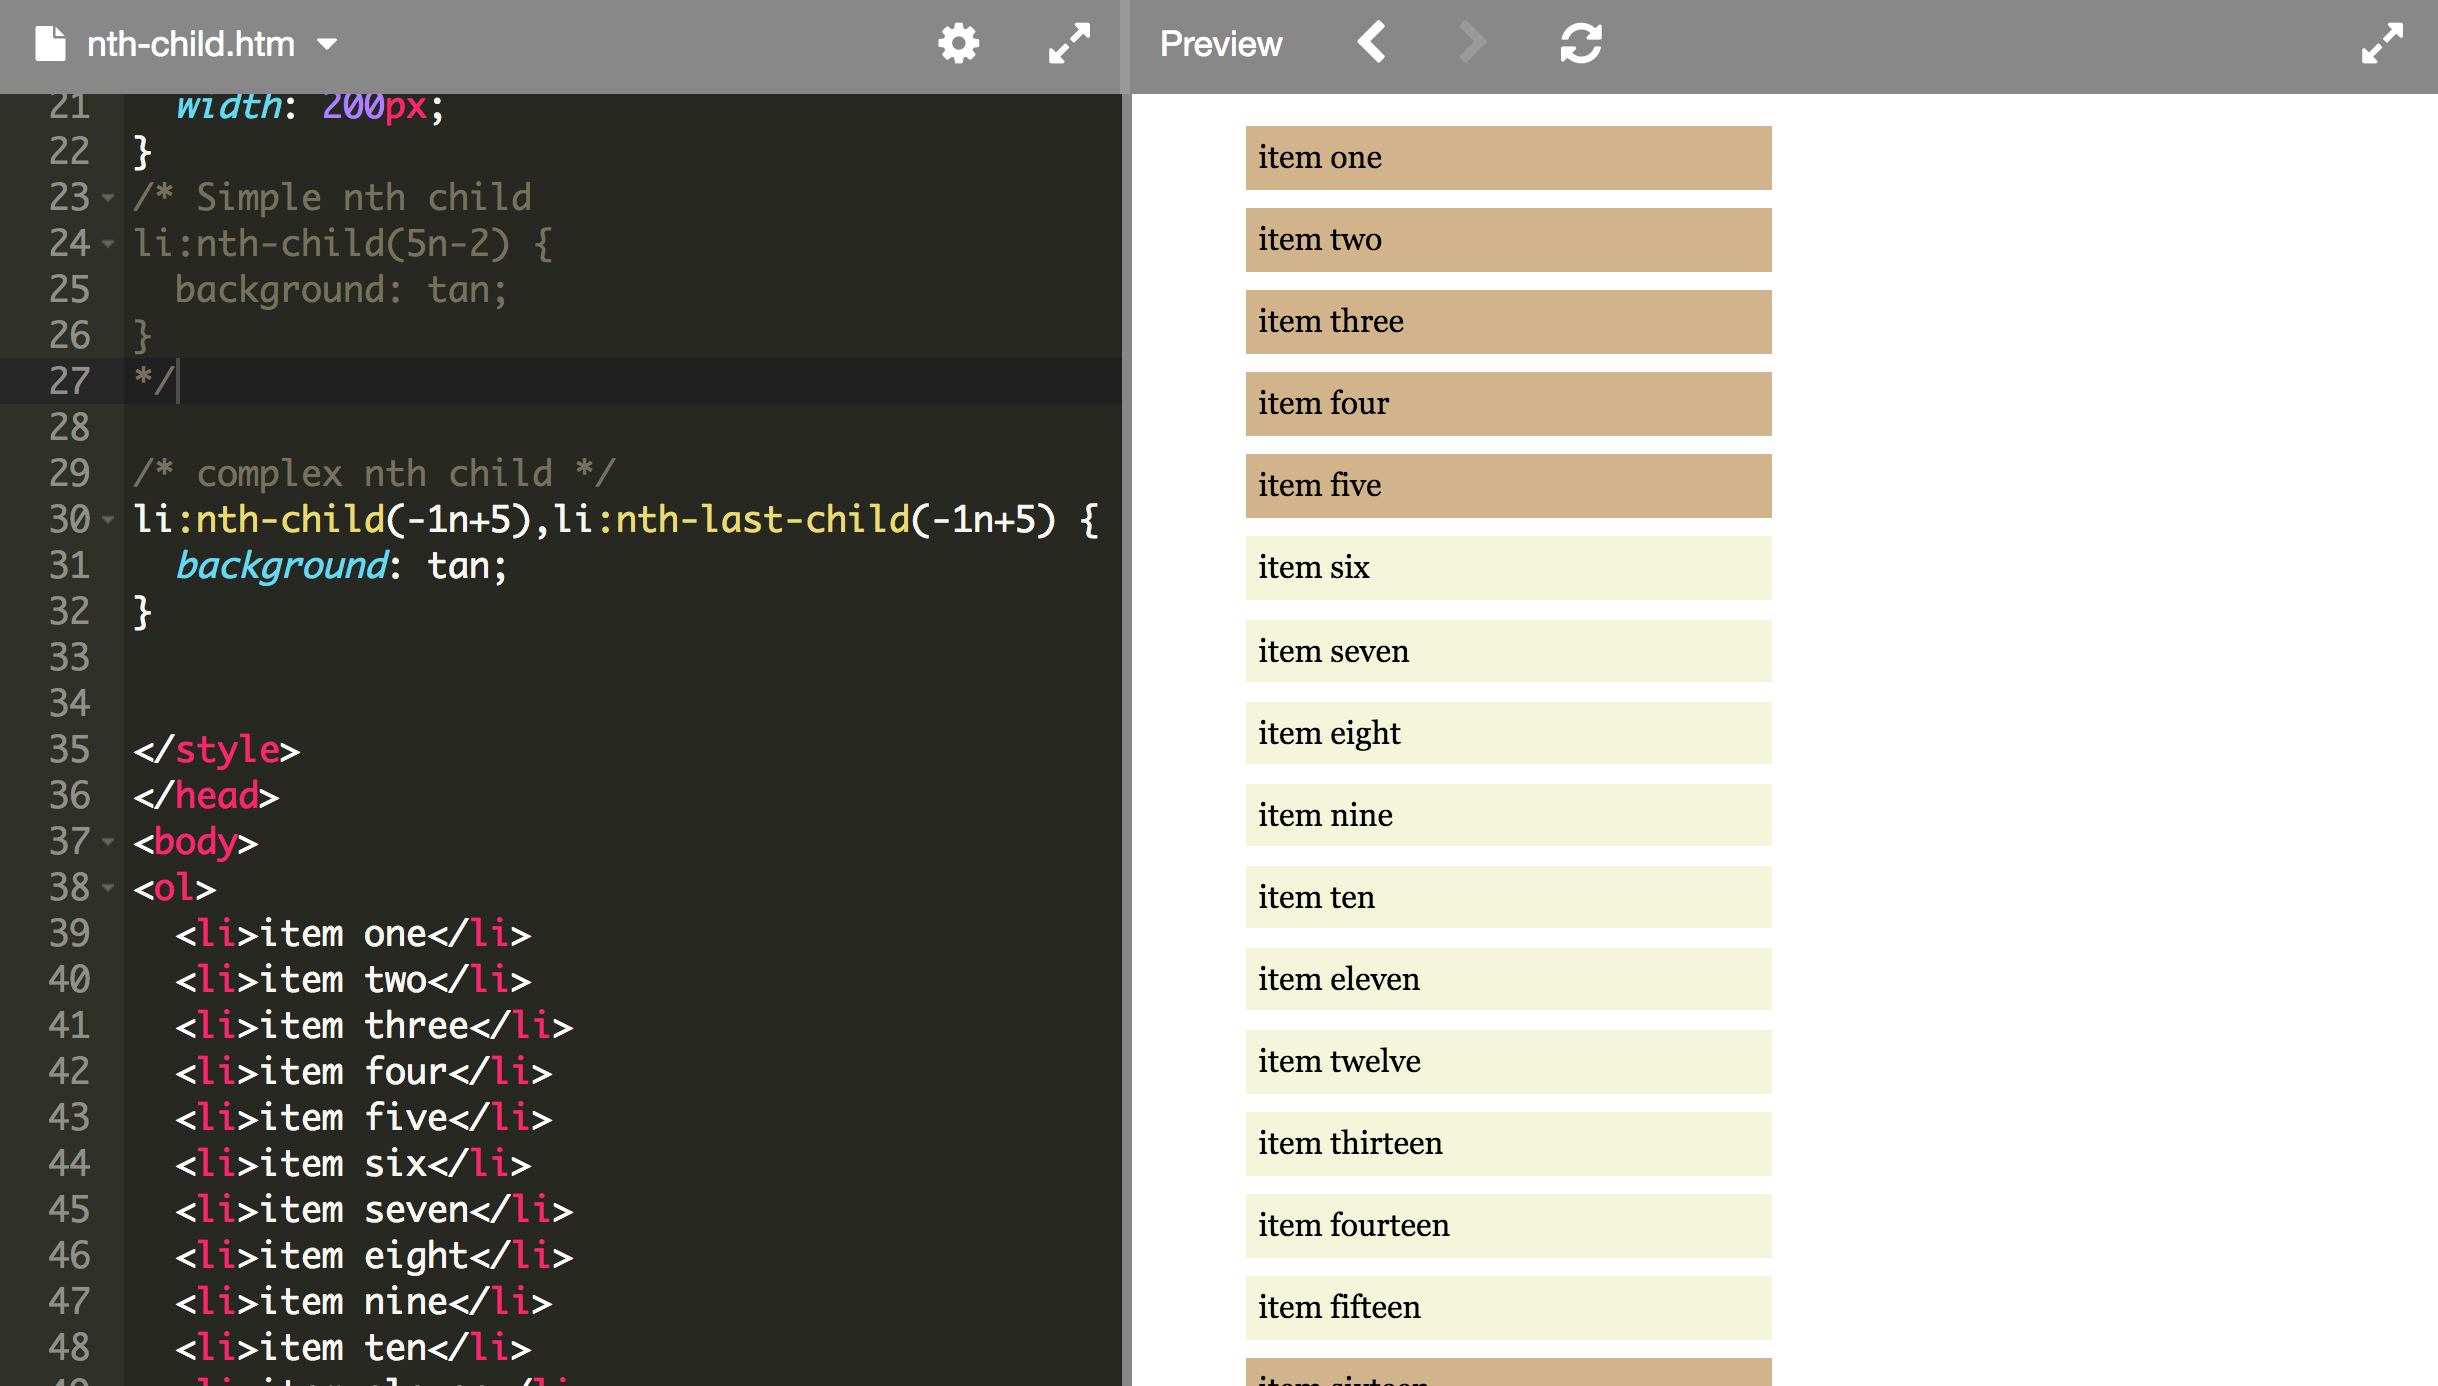 nth-child.htm
21 width: 200px;
22 }
23 /* Simple nth child
24 li:nth-child(5n-2) {
25 background: tan;
26 }
27 */
28
29 /* complex nth child */
30 li:nth-child(-1n+5),li:nth-last-child(-1n+5) {
31 background: tan;
32 }
33
34
35 </style>
36 </head>
37 <body>
38 <ol>
39 <li>item one</li>
40 <li>item two</li>
41 <li>item three</li>
42 <li>item four</li>
43 <li>item five</li>
44 <li>item six</li>
45 <li>item seven</li>
46 <li>item eight</li>
47 <li>item nine</li>
48 <li>item ten</li>
49 <li>item eleven</li>
Preview
item one
item two
item three
item four
item five
item six
item seven
item eight
item nine
item ten
item eleven
item twelve
item thirteen
item fourteen
item fifteen
item sixteen